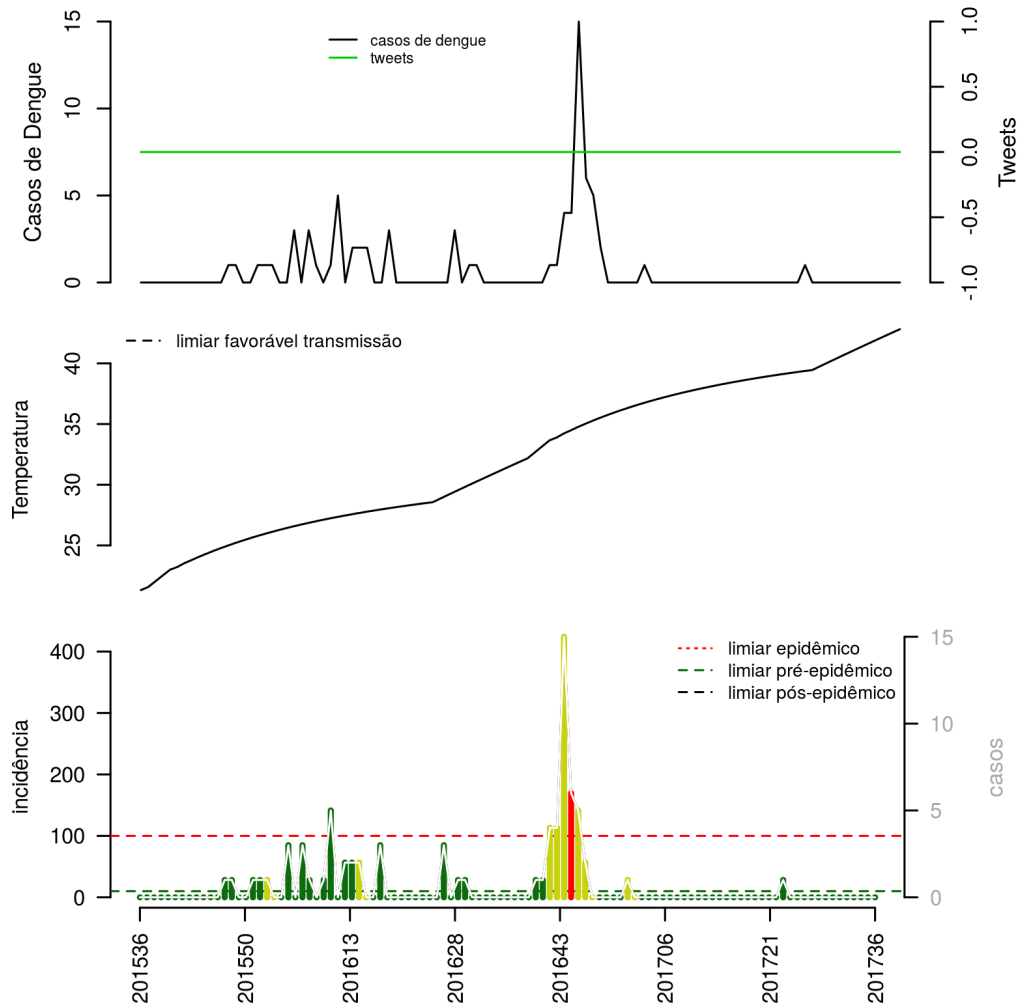 casos de dengue
tweets
Casos de Dengue
0
5
10
15
Tweets
-1.0
-0.5
0.0
0.5
1.0
limiar favorável transmissão
Temperatura
25
30
35
40
limiar epidêmico
limiar pré-epidêmico
limiar pós-epidêmico
incidência
0
100
200
300
400
casos
0
5
10
15
201536
201550
201613
201628
201643
201706
201721
201736